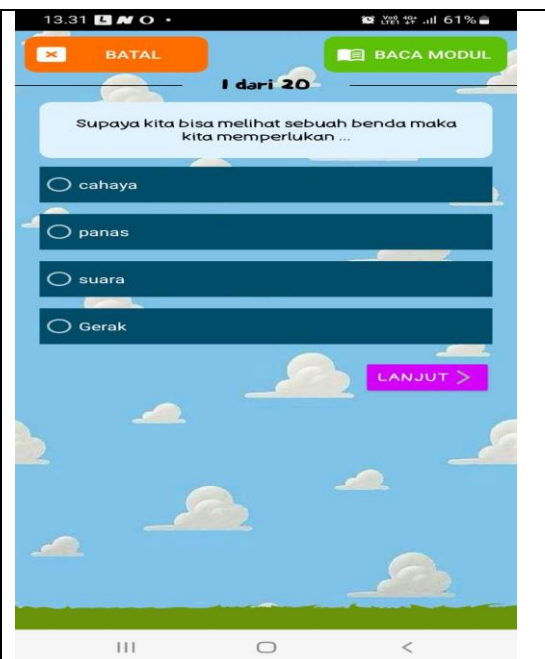 13.31 61%
BATAL
BACA MODUL
1 dari 20
Supaya kita bisa melihat sebuah benda maka
kita memperlukan ...
cahaya
panas
suara
Gerak
LANJUT >